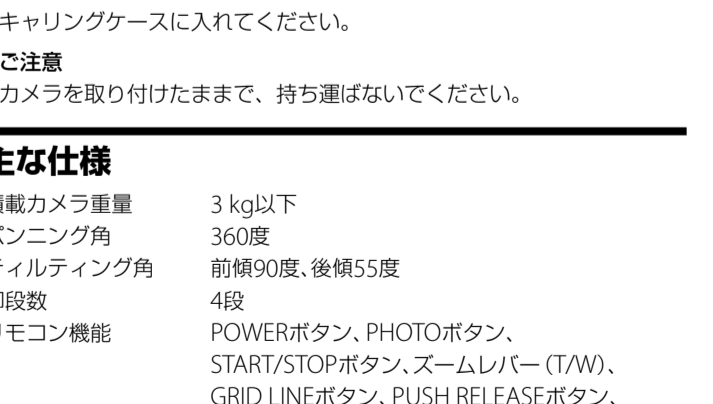 キャリングケースに入れてください。
ご注意
カメラを取り付けたままで、持ち運ばないでください。
主な仕様
積載カメラ重量 3 kg以下
パンニング角 360度
ティルティング角 前傾90度、後傾55度
脚段数 4段
リモコン機能 POWERボタン、PHOTOボタン、
START/STOPボタン、ズームレバー（T/W）、
GRID LINEボタン、PUSH RELEASEボタン、